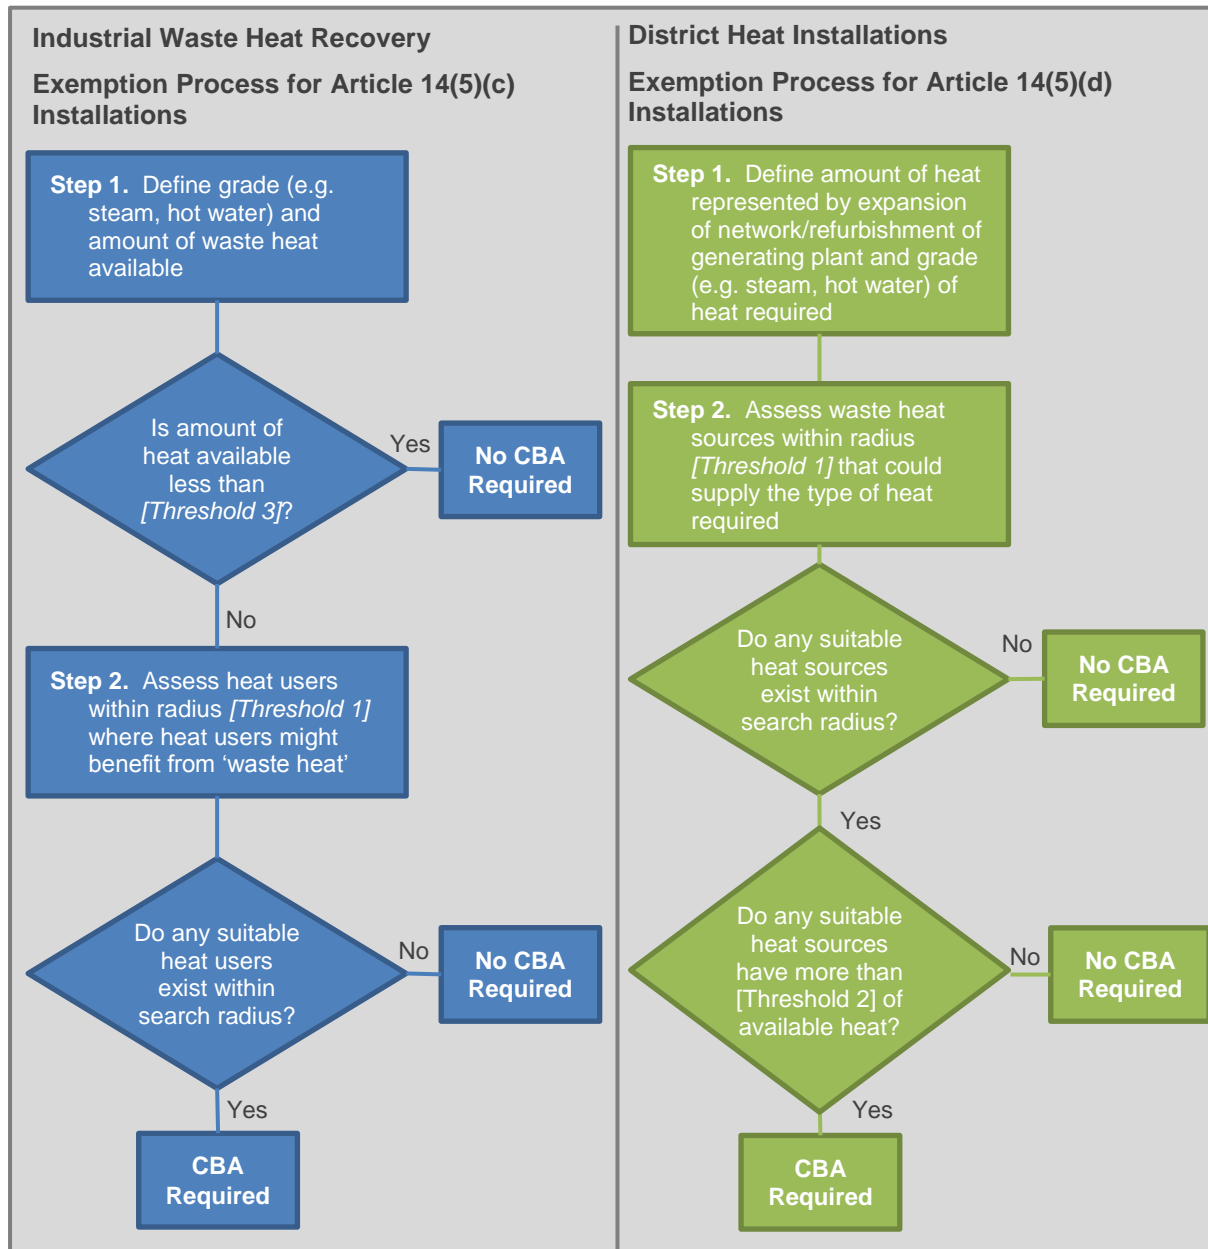 Industrial Waste Heat Recovery
Exemption Process for Article 14(5)(c)
Installations
Step 1. Define grade (e.g.
steam, hot water) and
amount of waste heat
available
Is amount of
heat available
less than
[Threshold 3]?
Yes
No CBA
Required
No
Step 2. Assess heat users
within radius [Threshold 1]
where heat users might
benefit from ‘waste heat’
Do any suitable
heat users
exist within
search radius?
No
No CBA
Required
Yes
CBA
Required
District Heat Installations
Exemption Process for Article 14(5)(d)
Installations
Step 1. Define amount of heat
represented by expansion
of network/refurbishment of
generating plant and grade
(e.g. steam, hot water) of
heat required
Step 2. Assess waste heat
sources within radius
[Threshold 1] that could
supply the type of heat
required
Do any suitable
heat sources
exist within
search radius?
No
No CBA
Required
Yes
Do any suitable
heat sources
have more than
[Threshold 2] of
available heat?
No
No CBA
Required
Yes
CBA
Required